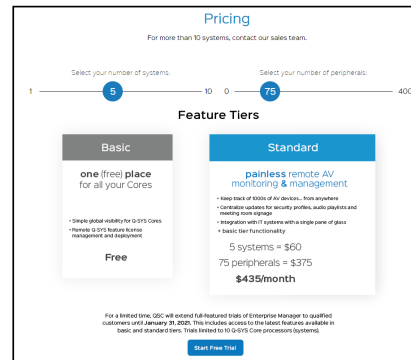 Pricing
For more than 10 systems, contact our sales team.
Select your number of systems:
Select your number of peripherals:
1 5 10 0 75 400
Feature Tiers
Basic
one (free) place
for all your Cores
• Simple global visibility for Q-SYS Cores
• Remote Q-SYS feature license
management and deployment
Free
Standard
painless remote AV
monitoring & management
• Keep track of 1000s of AV devices... from anywhere
• Centralize updates for security profiles, audio playlists and
meeting room signage
• Integration with IT systems with a single pane of glass
+ basic tier functionality
5 systems = $60
75 peripherals = $375
$435/month
For a limited time, QSC will extend full-featured trials of Enterprise Manager to qualified
customers until January 31, 2021. This includes access to the latest features available in
basic and standard tiers. Trials limited to 10 Q-SYS Core processors (systems).
Start Free Trial